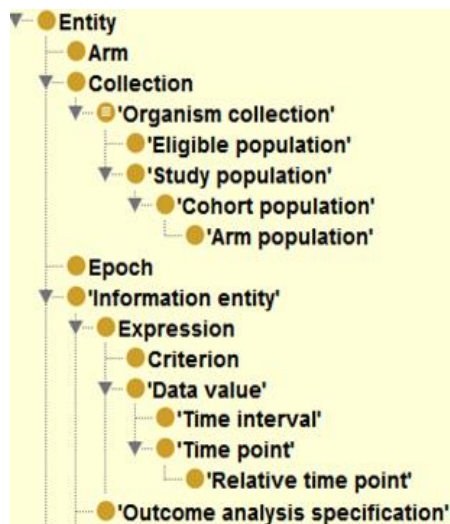 Entity
Arm
Collection
'Organism collection'
'Eligible population'
'Study population'
'Cohort population'
'Arm population'
Epoch
'Information entity'
Expression
Criterion
'Data value'
'Time interval'
'Time point'
'Relative time point'
'Outcome analysis specification'